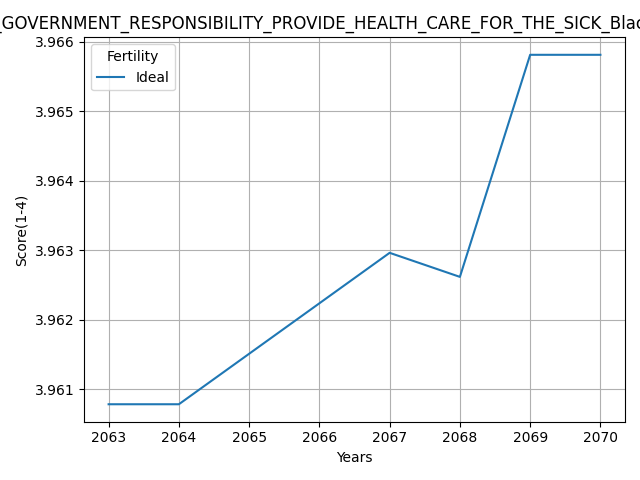 _GOVERNMENT_RESPONSIBILITY_PROVIDE_HEALTH_CARE_FOR_THE_SICK_Blac
3.966
3.965
3.964
3.963
3.962
3.961
Score(1-4)
Fertility
Ideal
2063 2064 2065 2066 2067 2068 2069 2070
Years